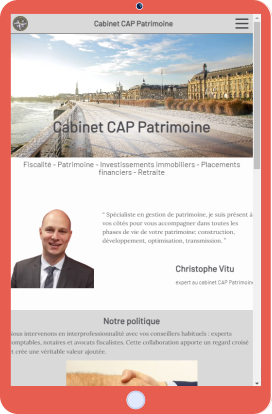 Cabinet CAP Patrimoine
Cabinet CAP Patrimoine
Fiscalité - Patrimoine - Investissements immobiliers - Placements
financiers - Retraite
" Spécialiste en gestion de patrimoine, je suis présent à
vos côtés pour vous accompagner dans toutes les
phases de vie de votre patrimoine: construction,
développement, optimisation, transmission. "
Christophe Vitu
expert au cabinet CAP Patrimoine
Notre politique
Nous intervenons en interprofessionnalité avec vos conseillers habituels : experts
comptables, notaires et avocats fiscalistes. Cette collaboration apporte un regard croisé
et crée une véritable valeur ajoutée.